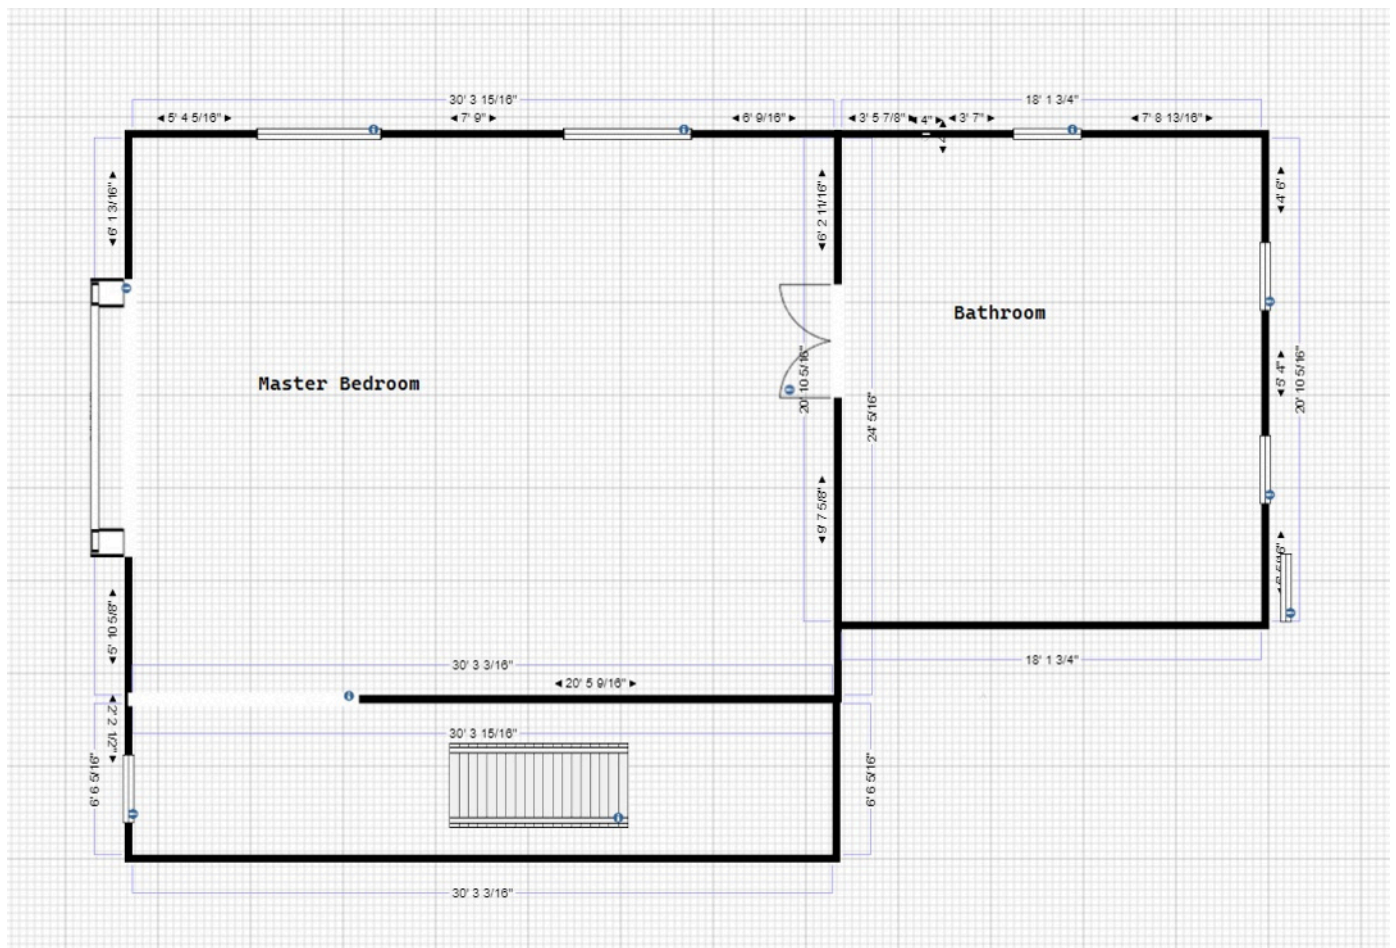 30' 3 15/16"
18' 1 3/4"
5' 4 5/16"
7' 9"
6' 9/16"
3' 5 7/8"
4"
3' 7"
7' 8 13/16"
6' 1 3/16"
6' 2 11/16"
4' 6"
Bathroom
Master Bedroom
20' 10 5/16"
24' 5/16"
5' 4"
20' 10 5/16"
9' 7 5/8"
5' 10 5/8"
30' 3 3/16"
18' 1 3/4"
20' 5 9/16"
2' 2 1/2"
30' 3 15/16"
6' 6 5/16"
6' 6 5/16"
30' 3 3/16"